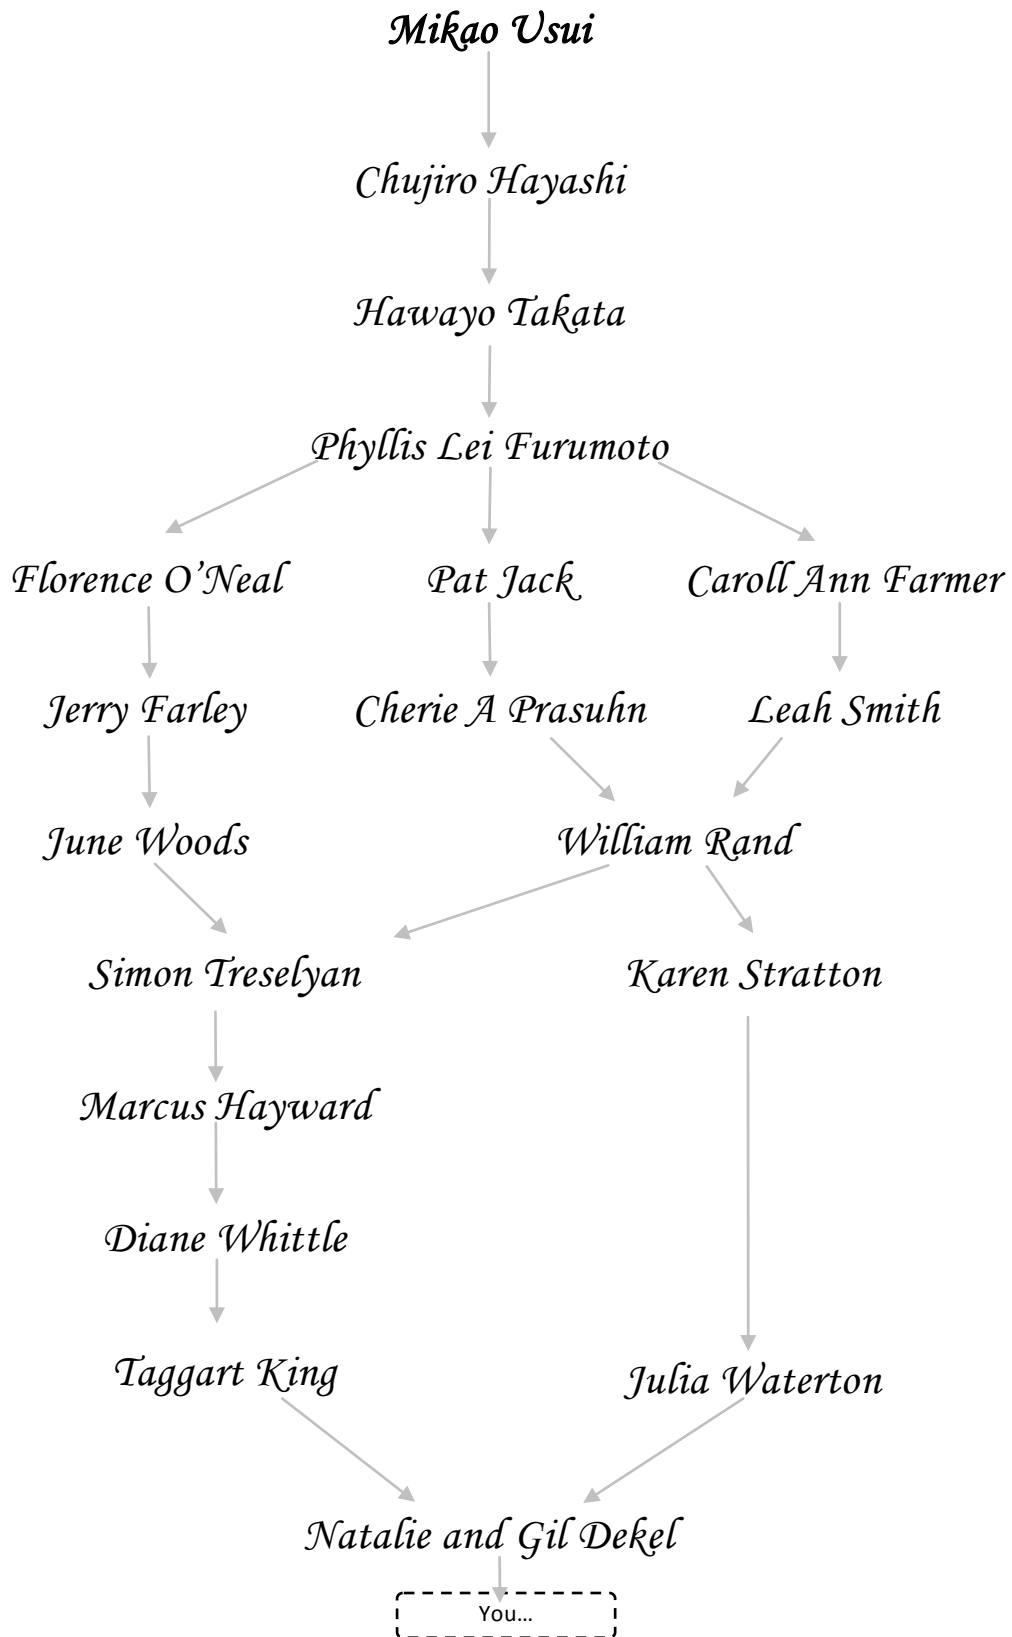 Mikao Usui
Chujiro Hayashi
Hawayo Takata
Phyllis Lei Furumoto
Florence O’Neal
Pat Jack
Caroll Ann Farmer
Jerry Farley
Cherie A Prasuhn
Leah Smith
June Woods
William Rand
Simon Treselyan
Karen Stratton
Marcus Hayward
Diane Whittle
Taggart King
Julia Waterton
Natalie and Gil Dekel
You...